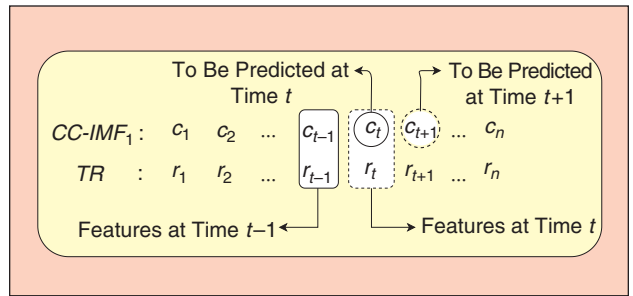 To Be Predicted at Time t
To Be Predicted at Time t+1
CC-IMF1 : c1 c2 ... ct–1 ct ct+1 ... cn
TR : r1 r2 ... rt–1 rt rt+1 ... rn
Features at Time t–1
Features at Time t